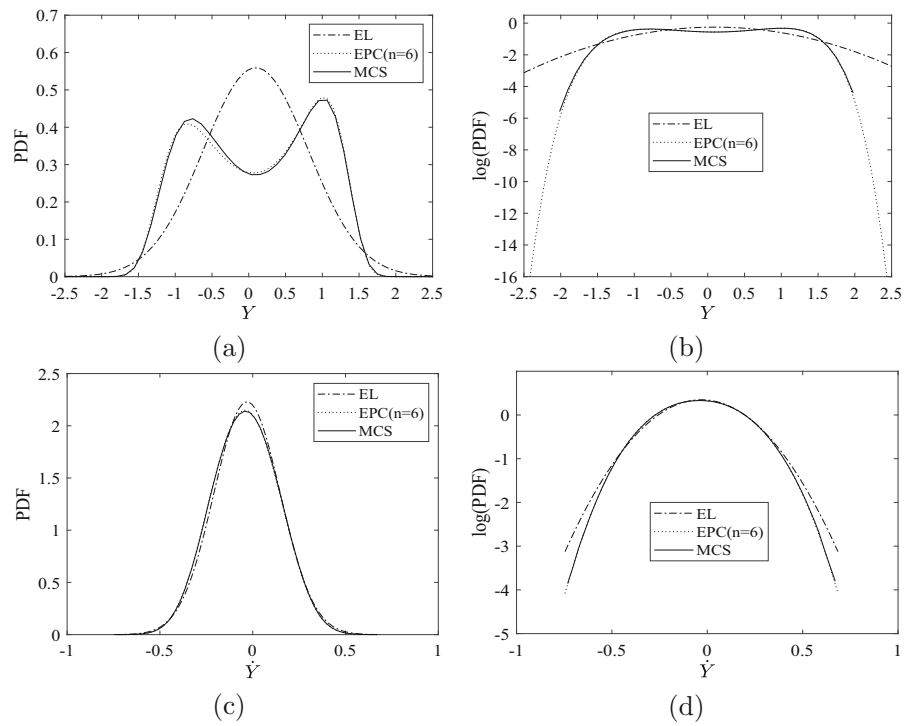 0.7
0.6
0.5
0.4
0.3
0.2
0.1
0
PDF
-2.5 -2 -1.5 -1 -0.5 0 0.5 1 1.5 2 2.5
Y
EL
EPC(n=6)
MCS
(a)
0
-2
-4
-6
-8
-10
-12
-14
-16
log(PDF)
-2.5 -2 -1.5 -1 -0.5 0 0.5 1 1.5 2 2.5
Y
EL
EPC(n=6)
MCS
(b)
2.5
2
1.5
1
0.5
0
PDF
-1 -0.5 0 0.5 1
Ẏ
EL
EPC(n=6)
MCS
(c)
0
-1
-2
-3
-4
-5
log(PDF)
-1 -0.5 0 0.5 1
Ẏ
EL
EPC(n=6)
MCS
(d)